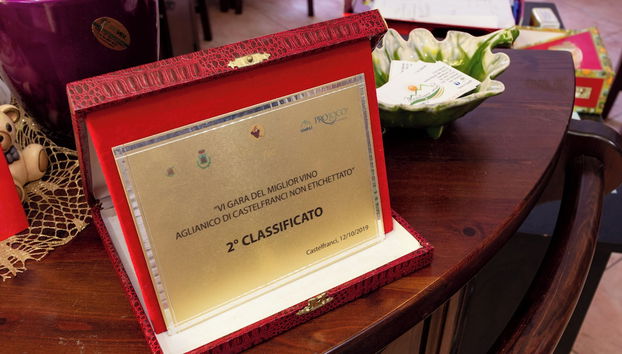 PROLOCO
"VI GARA DEL MIGLIOR VINO
AGLIANICO DI CASTELFRANCI NON ETICHETTATO"
2° CLASSIFICATO
Castelfranci, 12/10/2019